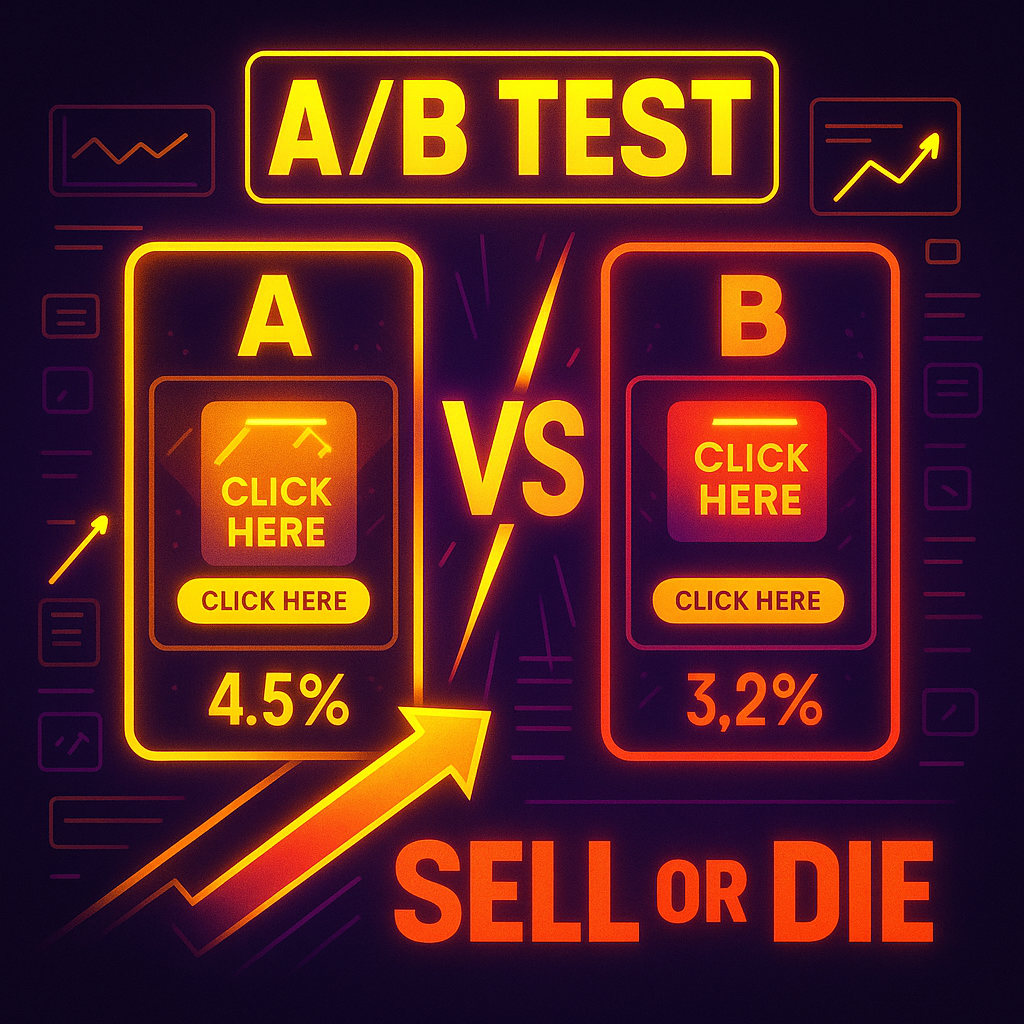 A/B TEST
A
B
CLICK
HERE
CLICK HERE
4.5%
VS
CLICK
HERE
CLICK HERE
3,2%
SELL OR DIE